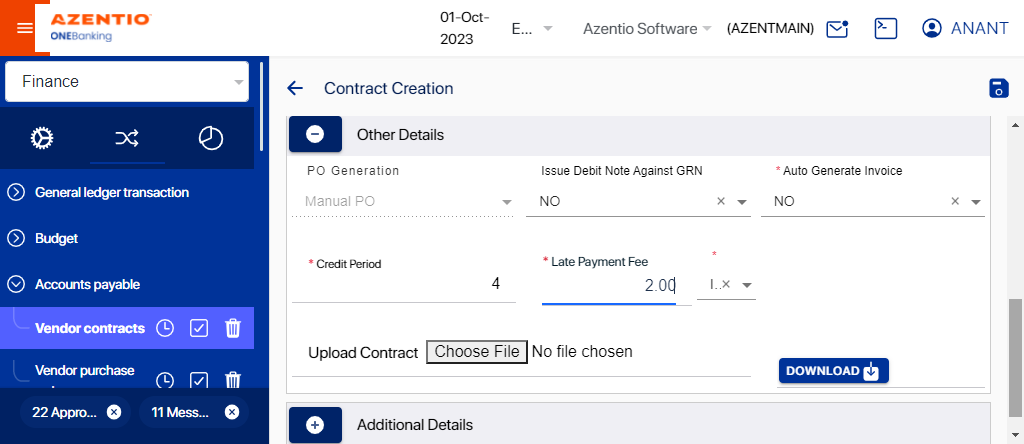 AZENTIO
ONEBanking
01-Oct-
2023
E...
Azentio Software
(AZENTMAIN)
ANANT
Finance
Contract Creation
Other Details
PO Generation
Issue Debit Note Against GRN
* Auto Generate Invoice
Manual PO
NO ×
NO ×
General ledger transaction
Budget
Accounts payable
* Credit Period
* Late Payment Fee
*
4
2.00
I..×
Vendor contracts
Upload Contract Choose File No file chosen
DOWNLOAD
Vendor purchase
22 Appro...
11 Mess...
Additional Details